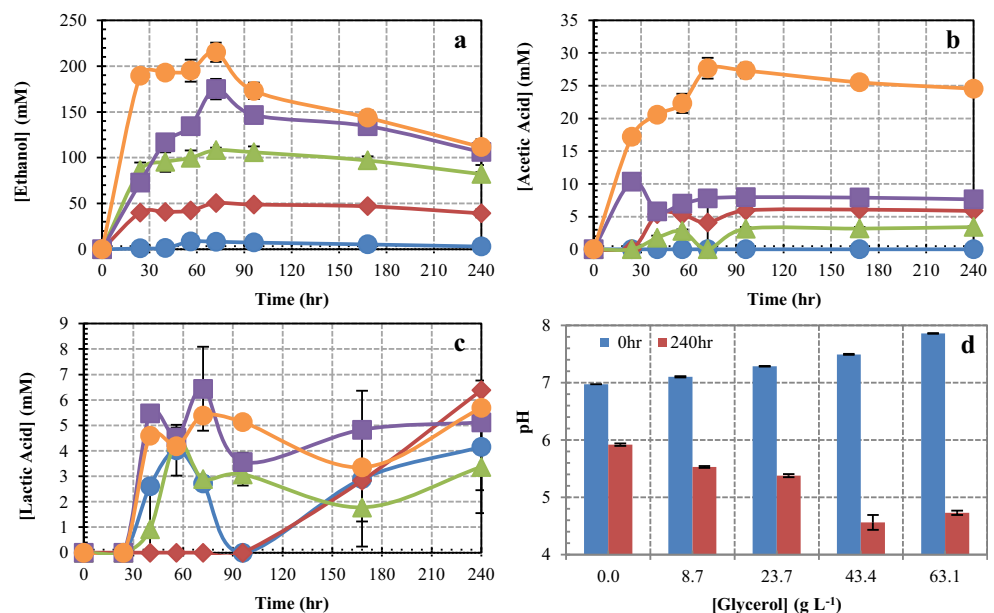 250
200
150
100
50
0
0 30 60 90 120 150 180 210 240
[Ethanol] (mM)
Time (hr)
a
35
30
25
20
15
10
5
0
0 30 60 90 120 150 180 210 240
[Acetic Acid] (mM)
Time (hr)
b
9
8
7
6
5
4
3
2
1
0
0 30 60 90 120 150 180 210 240
[Lactic Acid] (mM)
Time (hr)
c
8
7
6
5
4
0hr 240hr
d
pH
0.0 8.7 23.7 43.4 63.1
[Glycerol] (g L⁻¹)